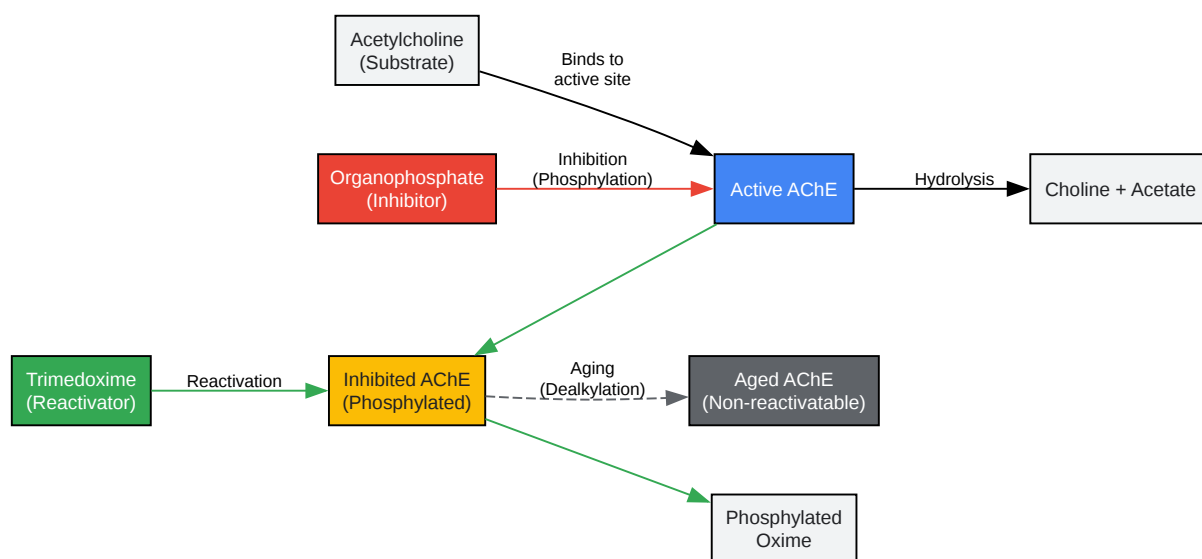 Acetylcholine
(Substrate)
Binds to
active site
Organophosphate
(Inhibitor)
Inhibition
(Phosphylation)
Active AChE
Hydrolysis
Choline + Acetate
Trimedoxime
(Reactivator)
Reactivation
Inhibited AChE
(Phosphylated)
Aging
(Dealkylation)
Aged AChE
(Non-reactivatable)
Phosphylated
Oxime